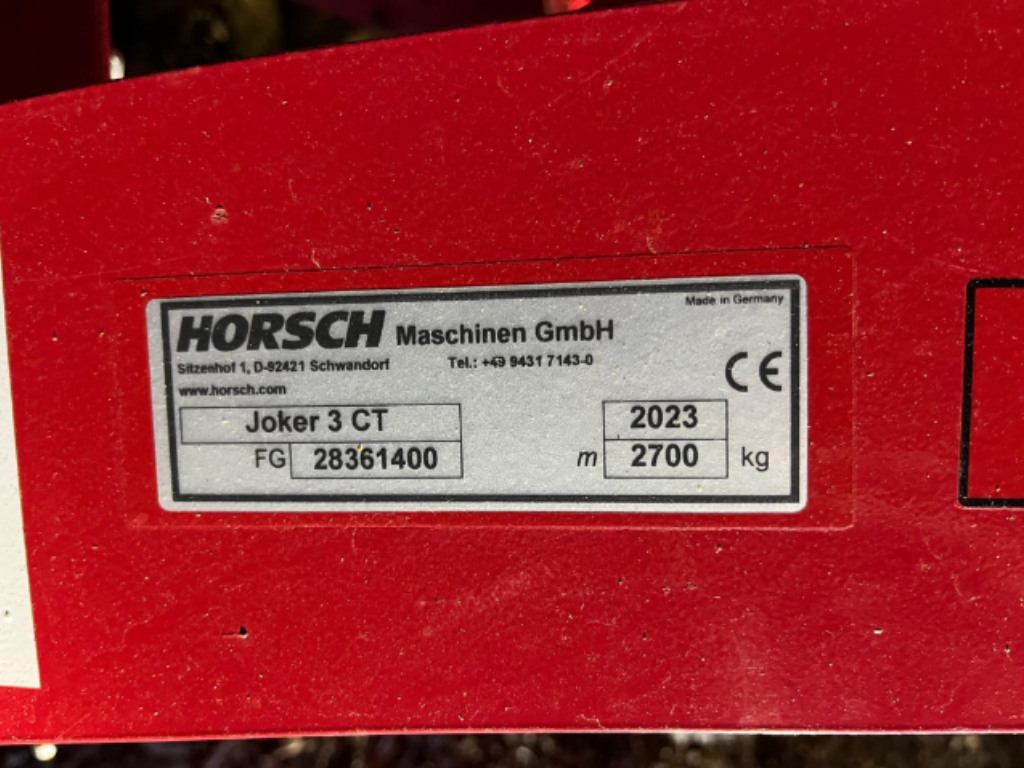 Made in Germany
HORSCH Maschinen GmbH
Sitzenhof 1, D-92421 Schwandorf Tel.: +49 9431 7143-0
www.horsch.com
CE
Joker 3 CT 2023
FG 28361400 m 2700 kg